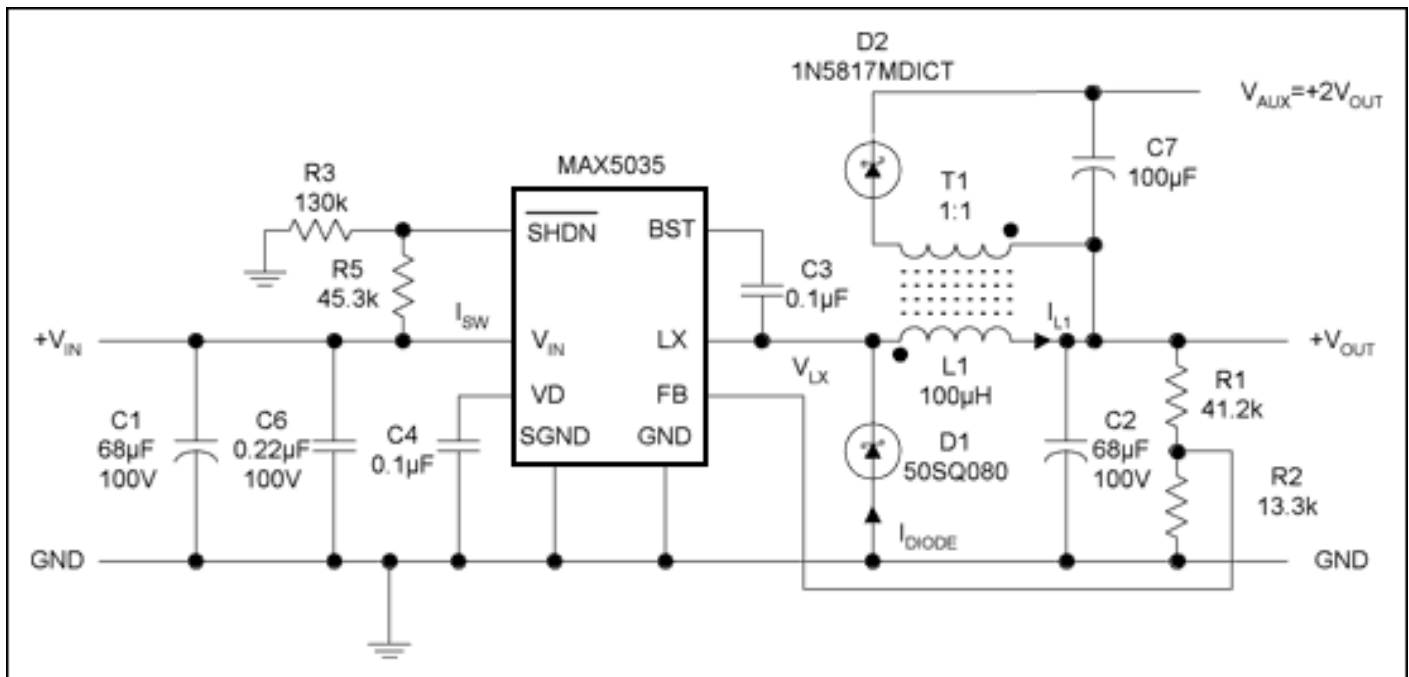 D2
1N5817MDICT
V_AUX=+2V_OUT
MAX5035
C7
100µF
R3
130k
T1
1:1
SHDN
BST
R5
45.3k
C3
0.1µF
I_SW
I_L1
+V_IN
V_IN
LX
+V_OUT
V_LX
L1
100µH
R1
41.2k
VD
FB
C1
68µF
100V
C6
0.22µF
100V
C4
0.1µF
SGND
GND
D1
50SQ080
C2
68µF
100V
R2
13.3k
I_DIODE
GND
GND